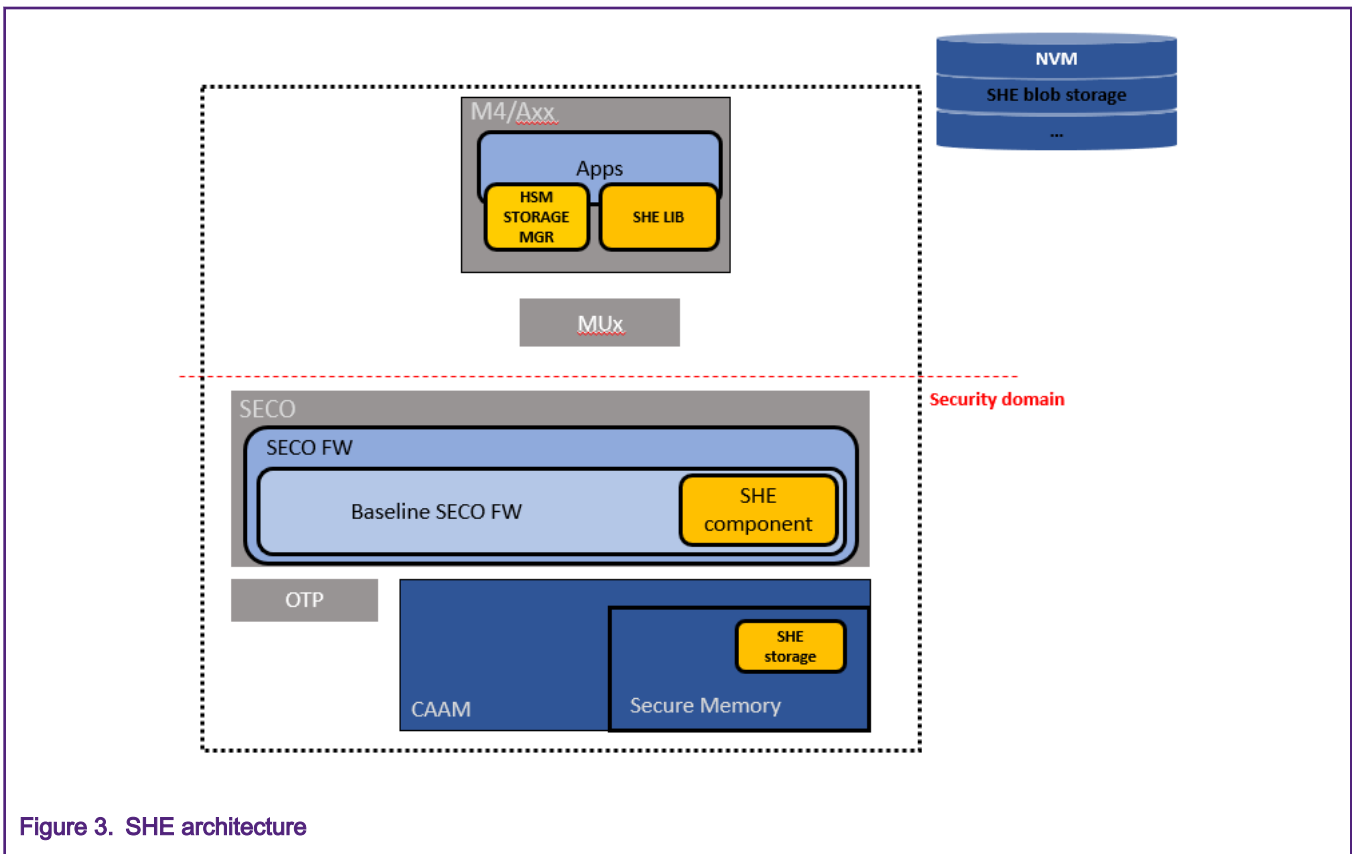 NVM
SHE blob storage
...
M4/Axx
Apps
HSM
STORAGE
MGR
SHE LIB
MUx
Security domain
SECO
SECO FW
Baseline SECO FW
SHE
component
OTP
SHE
storage
CAAM
Secure Memory
Figure 3. SHE architecture